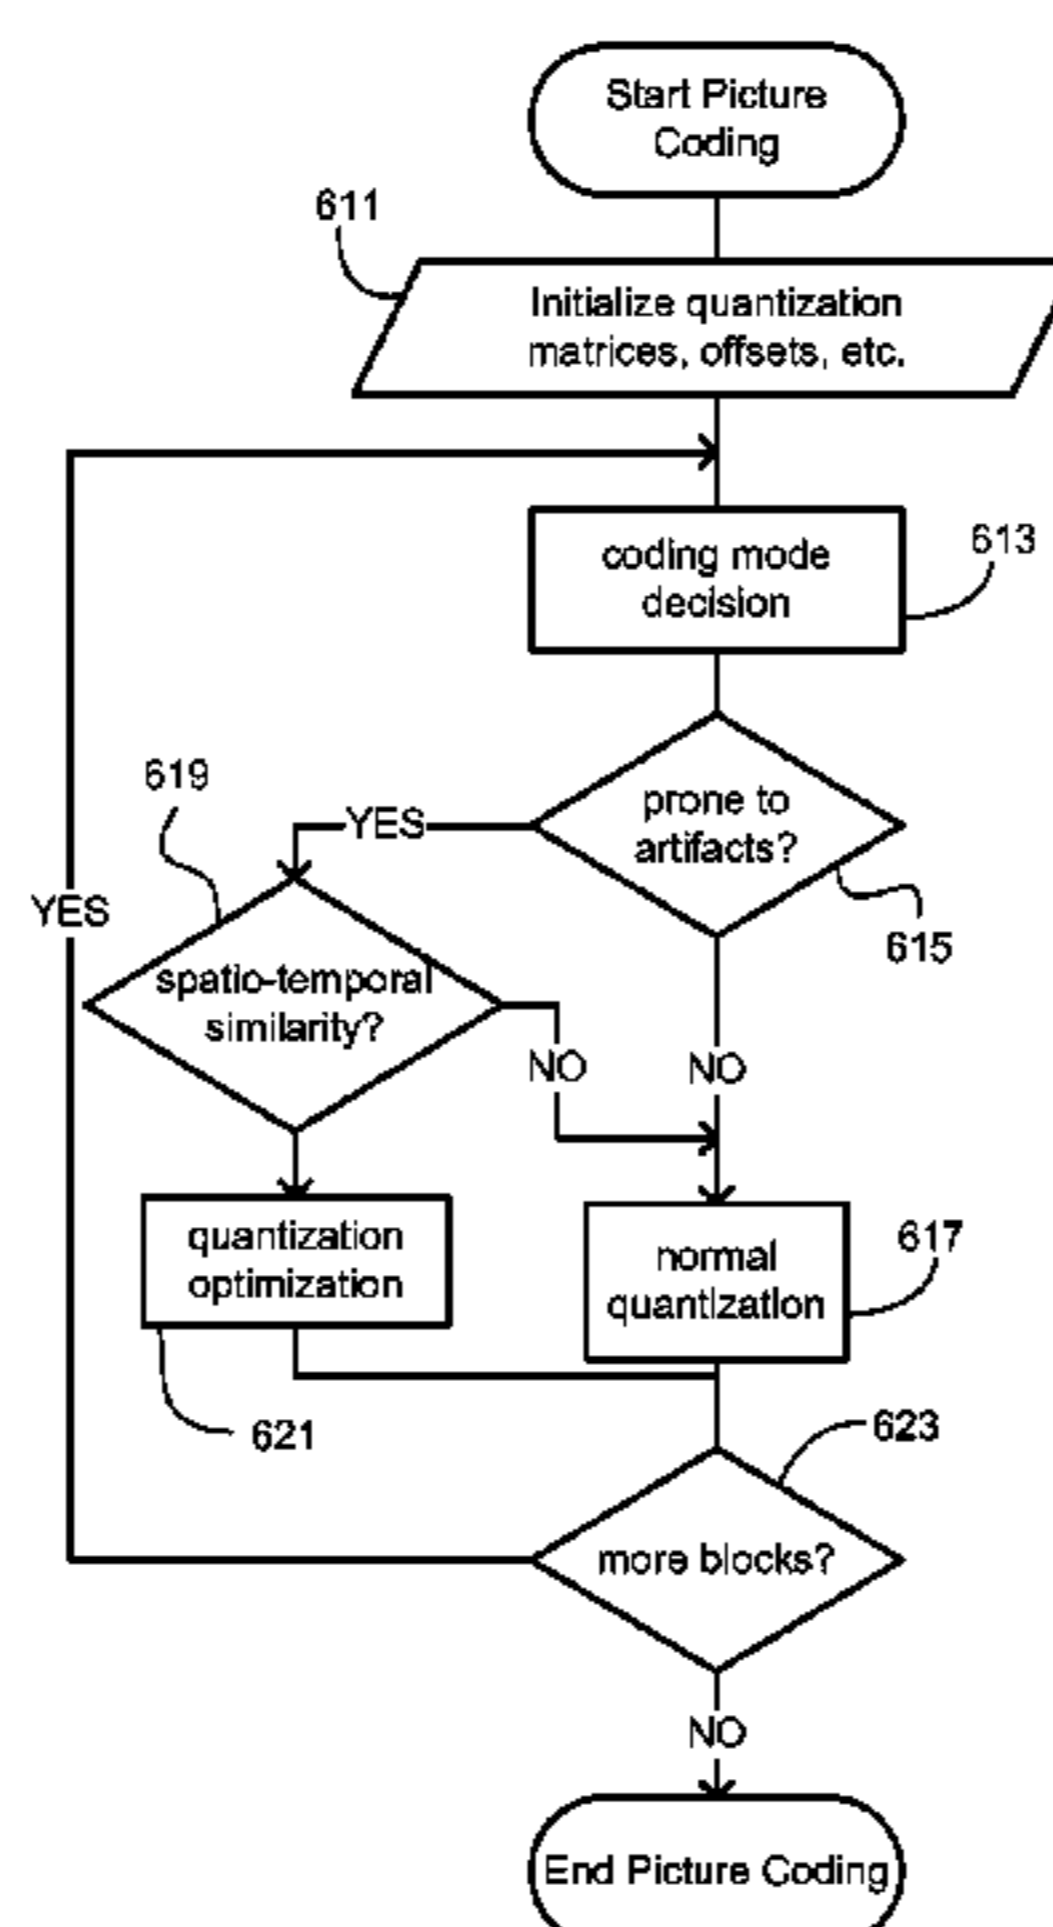 Start Picture
Coding
611
Initialize quantization
matrices, offsets, etc.
coding mode
decision
613
619
prone to
artifacts?
YES
YES
615
spatio-temporal
similarity?
NO
NO
quantization
optimization
normal
quantization
617
621
623
more blocks?
NO
End Picture Coding